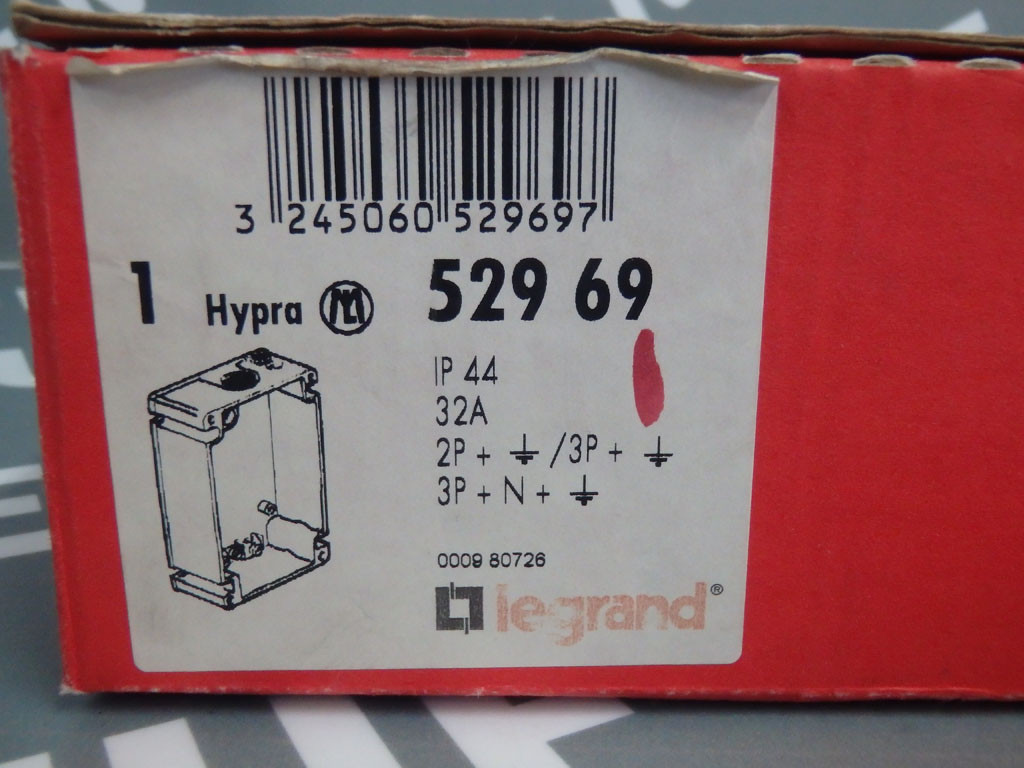 3 245060 529697
1 Hypra 529 69
IP 44
32A
2P + ⏚ /3P + ⏚
3P + N + ⏚
0009 80726
legrand®